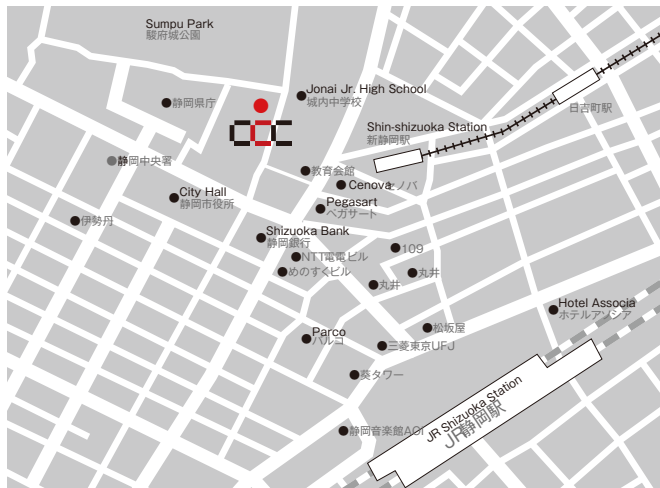 Sumpu Park
駿府城公園
Jonai Jr. High School
城内中学校
静岡県庁
CCC
日吉町駅
Shin-shizuoka Station
新静岡駅
静岡中央署
教育会館
Cenova
セノバ
City Hall
静岡市役所
Pegasart
ペガサート
伊勢丹
Shizuoka Bank
静岡銀行
109
NTT電電ビル
めのすくビル
丸井
丸井
Hotel Associa
ホテルアソシア
松坂屋
Parco
パルコ
三菱東京UFJ
葵タワー
JR Shizuoka Station
JR静岡駅
静岡音楽館AOI